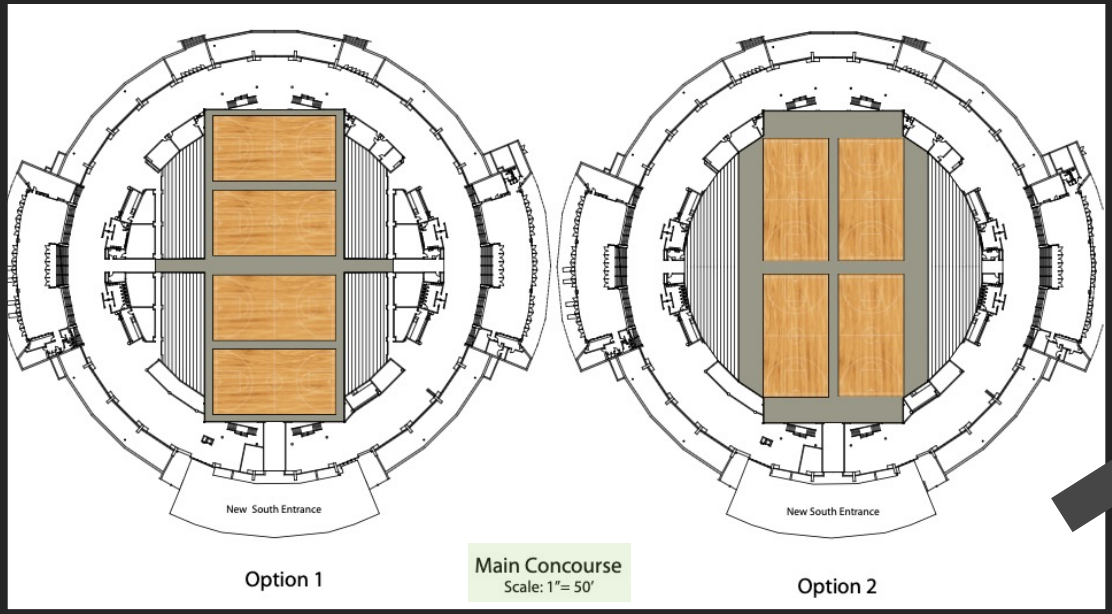 New South Entrance
New South Entrance
Main Concourse
Scale: 1"= 50'
Option 1
Option 2